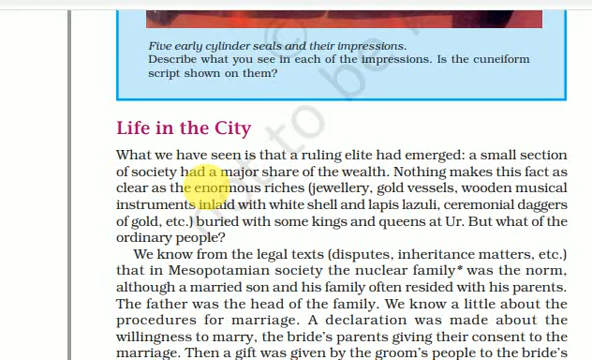 Five early cylinder seals and their impressions.
Describe what you see in each of the impressions. Is the cuneiform
script shown on them?
Life in the City
What we have seen is that a ruling elite had emerged: a small section
of society had a major share of the wealth. Nothing makes this fact as
clear as the enormous riches (jewellery, gold vessels, wooden musical
instruments inlaid with white shell and lapis lazuli, ceremonial daggers
of gold, etc.) buried with some kings and queens at Ur. But what of the
ordinary people?
We know from the legal texts (disputes, inheritance matters, etc.)
that in Mesopotamian society the nuclear family* was the norm,
although a married son and his family often resided with his parents.
The father was the head of the family. We know a little about the
procedures for marriage. A declaration was made about the
willingness to marry, the bride's parents giving their consent to the
marriage. Then a gift was given by the groom's people to the bride's
© not to be